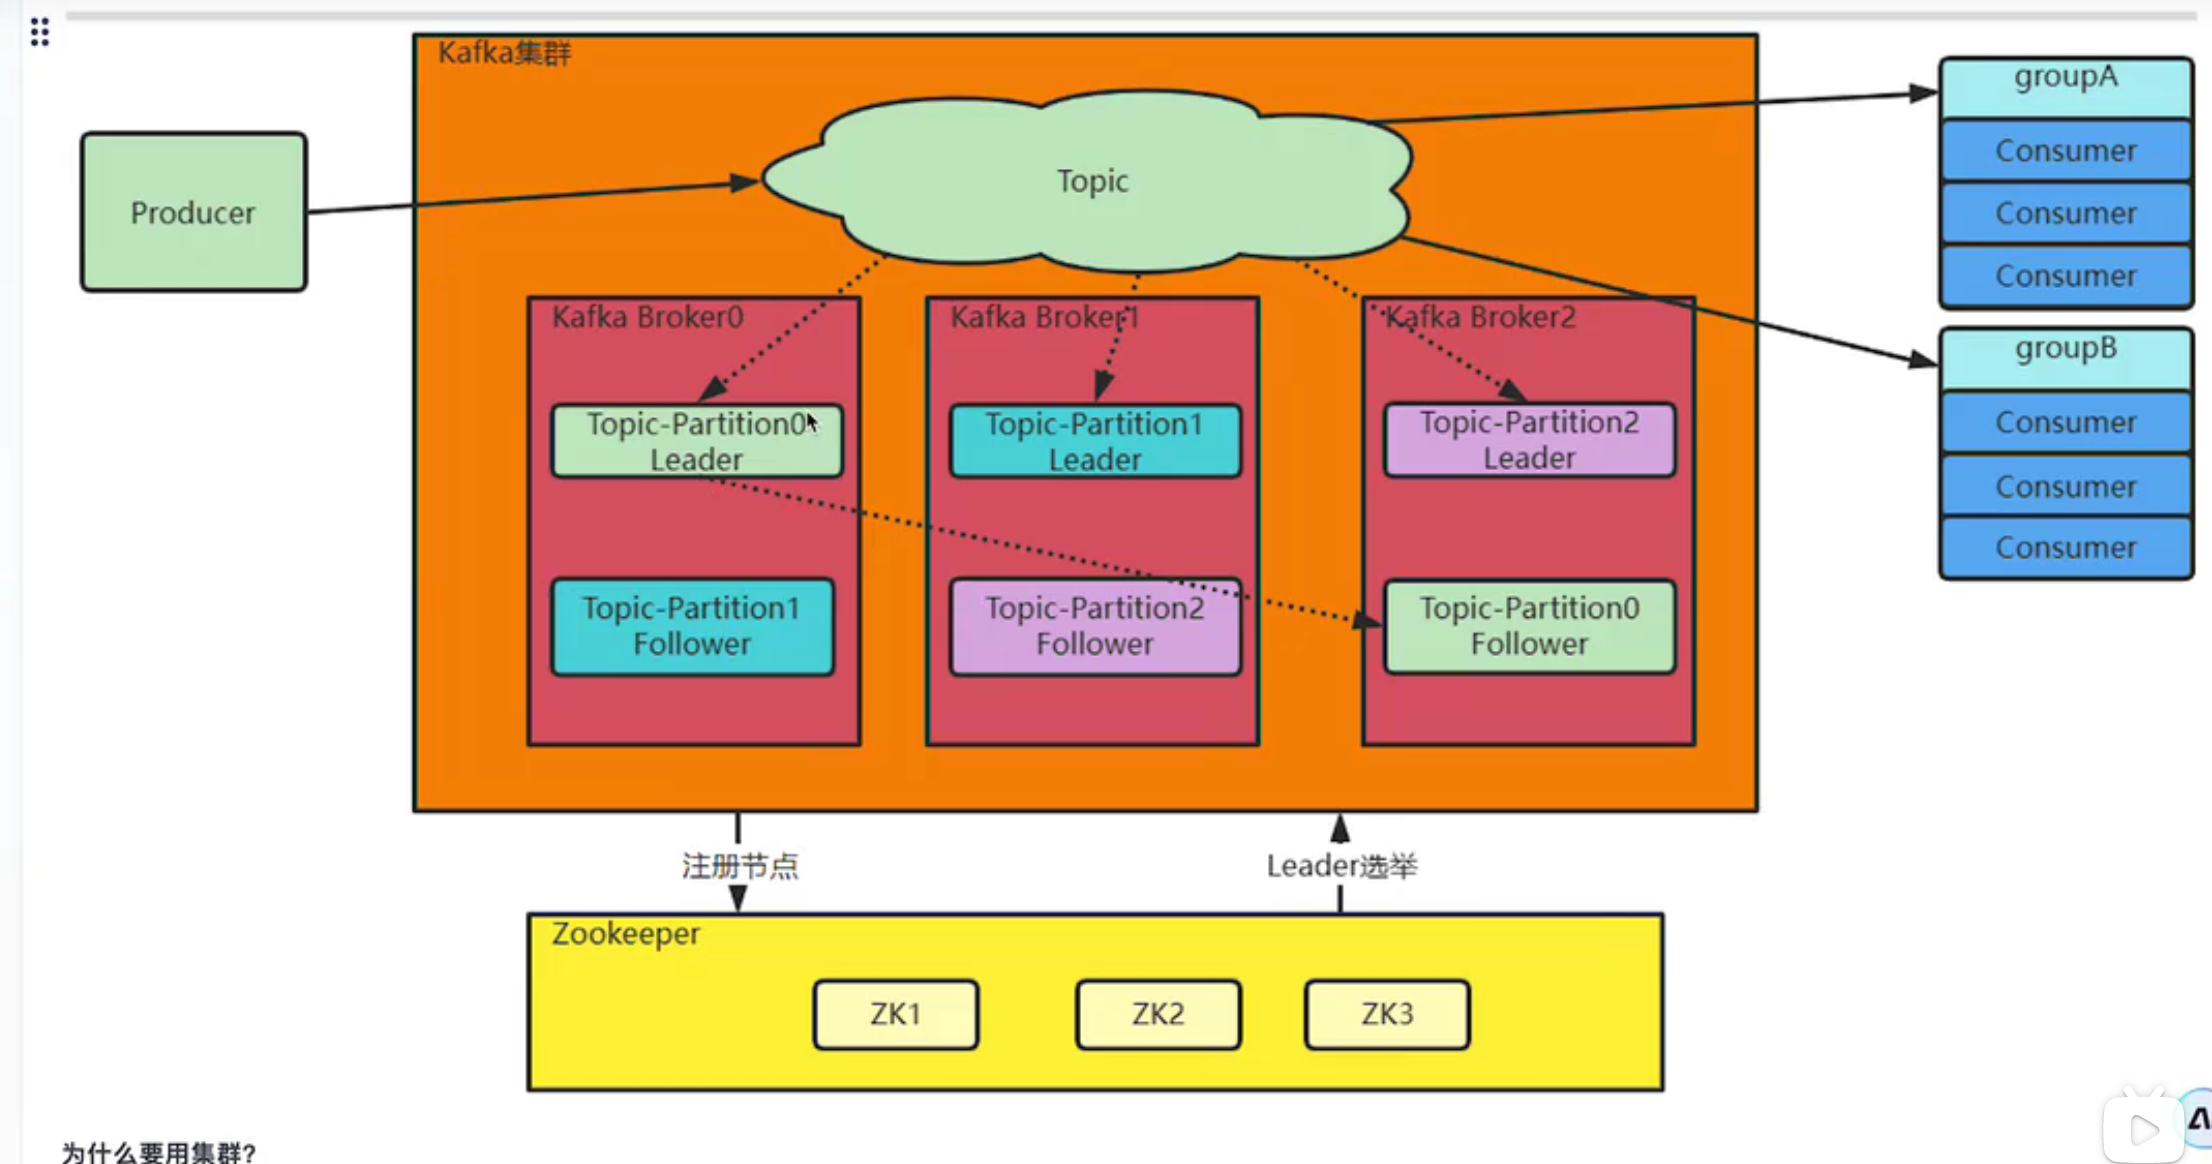 Kafka集群
Producer
Topic
groupA
Consumer
Consumer
Consumer
groupB
Consumer
Consumer
Consumer
Kafka Broker0
Topic-Partition0
Leader
Topic-Partition1
Follower
Kafka Broker1
Topic-Partition1
Leader
Topic-Partition2
Follower
Kafka Broker2
Topic-Partition2
Leader
Topic-Partition0
Follower
注册节点
Leader选举
Zookeeper
ZK1
ZK2
ZK3
为什么要用集群?